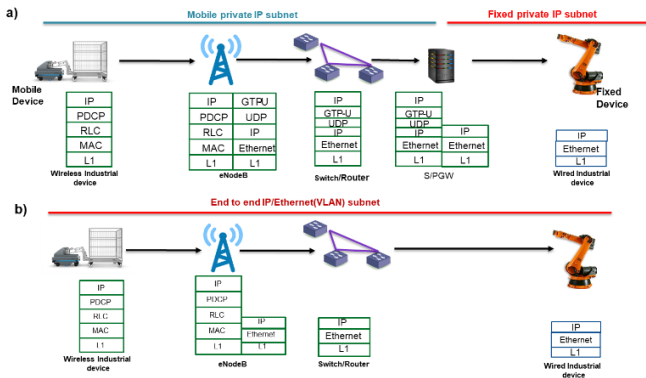 Mobile private IP subnet
Fixed private IP subnet
a)
Mobile
Device
Fixed
Device
IP
PDCP
RLC
MAC
L1
Wireless Industrial
device
IP GTPU
PDCP UDP
RLC IP
MAC Ethernet
L1 L1
eNodeB
IP
GTP-U
UDP
IP
Ethernet
L1
Switch/Router
IP
GTP-U
UDP
IP IP
Ethernet Ethernet
L1 L1
S/PGW
IP
Ethernet
L1
Wired Industrial
device
b)
End to end IP/Ethernet(VLAN) subnet
IP
PDCP
RLC
MAC
L1
Wireless Industrial
device
IP
PDCP
RLC IP
MAC Ethernet
L1 L1
eNodeB
IP
Ethernet
L1
Switch/Router
IP
Ethernet
L1
Wired Industrial
device